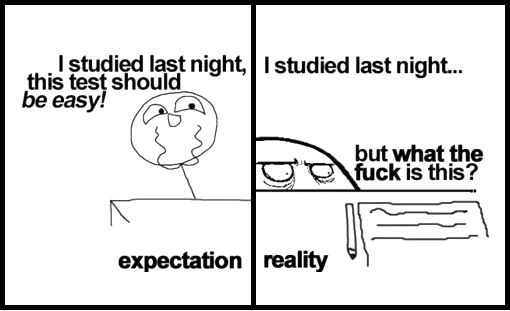 I studied last night,
this test should
be easy!
expectation
I studied last night...
but what the
fuck is this?
reality